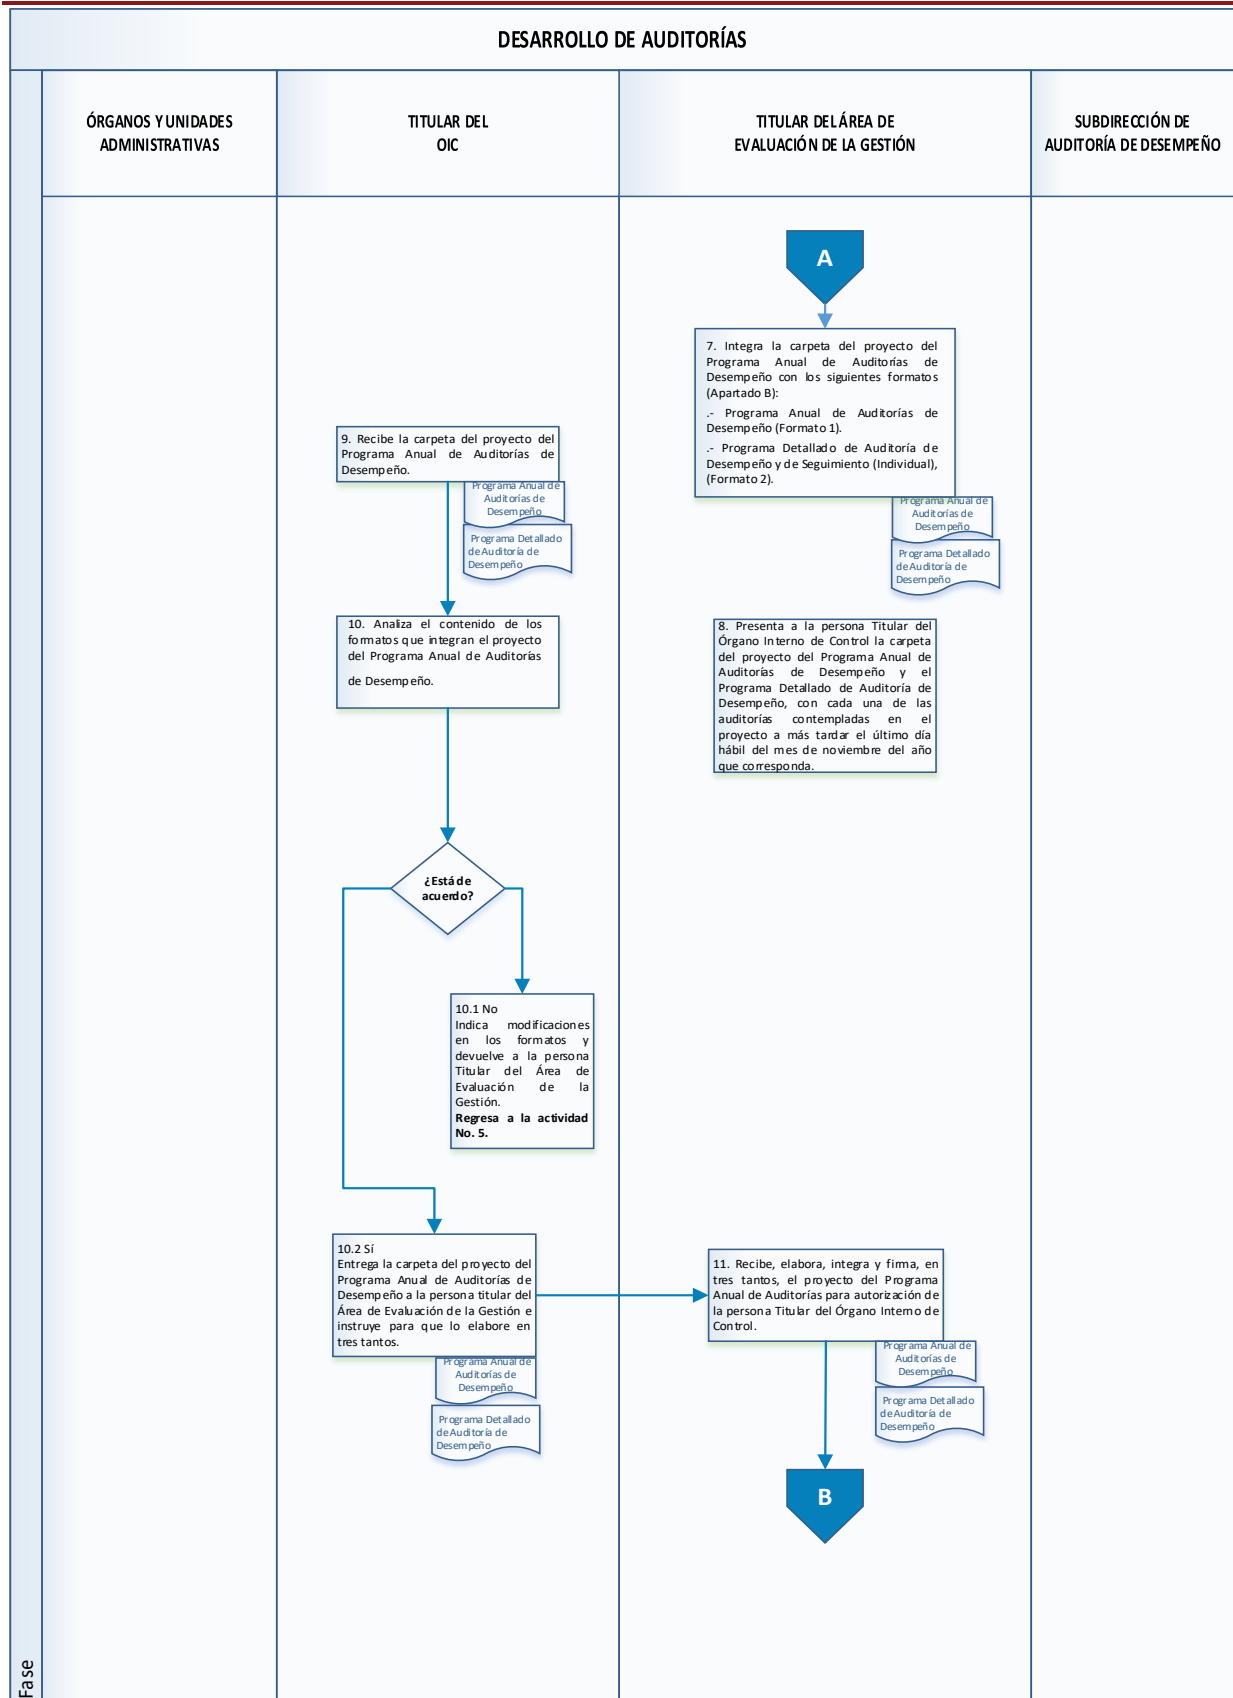 DESARROLLO DE AUDITORÍAS
ÓRGANOS Y UNIDADES
ADMINISTRATIVAS
TITULAR DEL
OIC
TITULAR DEL ÁREA DE
EVALUACIÓN DE LA GESTIÓN
SUBDIRECCIÓN DE
AUDITORÍA DE DESEMPEÑO
A
7. Integra la carpeta del proyecto del
Programa Anual de Auditorías de
Desempeño con los siguientes formatos
(Apartado B):
.- Programa Anual de Auditorías de
Desempeño (Formato 1).
.- Programa Detallado de Auditoría de
Desempeño y de Seguimiento (Individual),
(Formato 2).
Programa Anual de
Auditorías de
Desempeño
Programa Detallado
de Auditoría de
Desempeño
8. Presenta a la persona Titular del
Órgano Interno de Control la carpeta
del proyecto del Programa Anual de
Auditorías de Desempeño y el
Programa Detallado de Auditoría de
Desempeño, con cada una de las
auditorías contempladas en el
proyecto a más tardar el último día
hábil del mes de noviembre del año
que corresponda.
9. Recibe la carpeta del proyecto del
Programa Anual de Auditorías de
Desempeño.
Programa Anual de
Auditorías de
Desempeño
Programa Detallado
de Auditoría de
Desempeño
10. Analiza el contenido de los
formatos que integran el proyecto
del Programa Anual de Auditorías
de Desempeño.
¿Está de
acuerdo?
10.1 No
Indica modificaciones
en los formatos y
devuelve a la persona
Titular del Área de
Evaluación de la
Gestión.
Regresa a la actividad
No. 5.
10.2 Sí
Entrega la carpeta del proyecto del
Programa Anual de Auditorías de
Desempeño a la persona titular del
Área de Evaluación de la Gestión e
instruye para que lo elabore en
tres tantos.
Programa Anual de
Auditorías de
Desempeño
Programa Detallado
de Auditoría de
Desempeño
11. Recibe, elabora, integra y firma, en
tres tantos, el proyecto del Programa
Anual de Auditorías para autorización de
la persona Titular del Órgano Interno de
Control.
Programa Anual de
Auditorías de
Desempeño
Programa Detallado
de Auditoría de
Desempeño
B
Fase